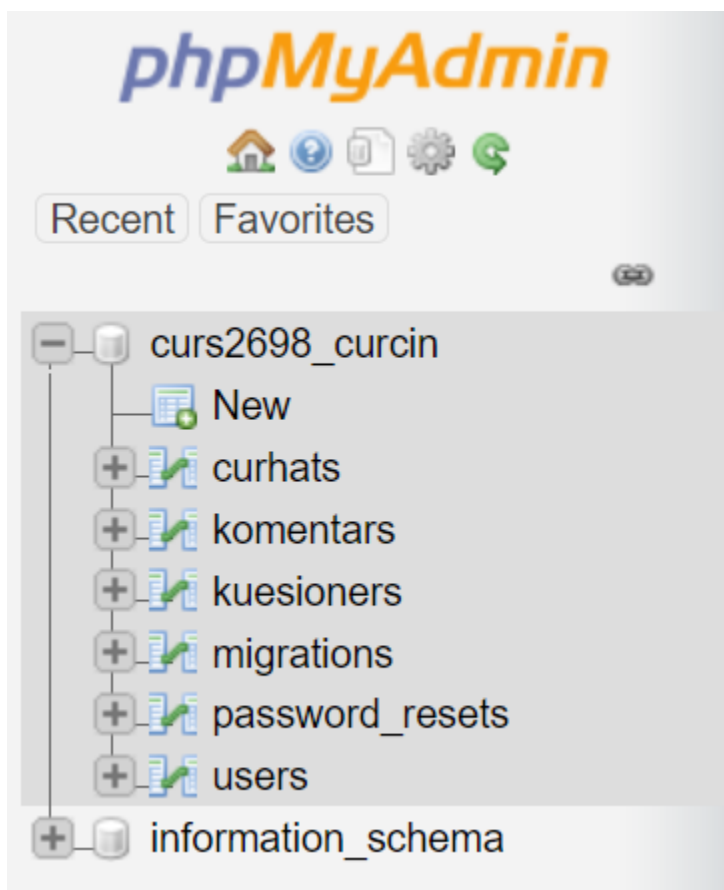 phpMyAdmin
Recent Favorites
curs2698_curcin
New
curhats
komentars
kuesioners
migrations
password_resets
users
information_schema